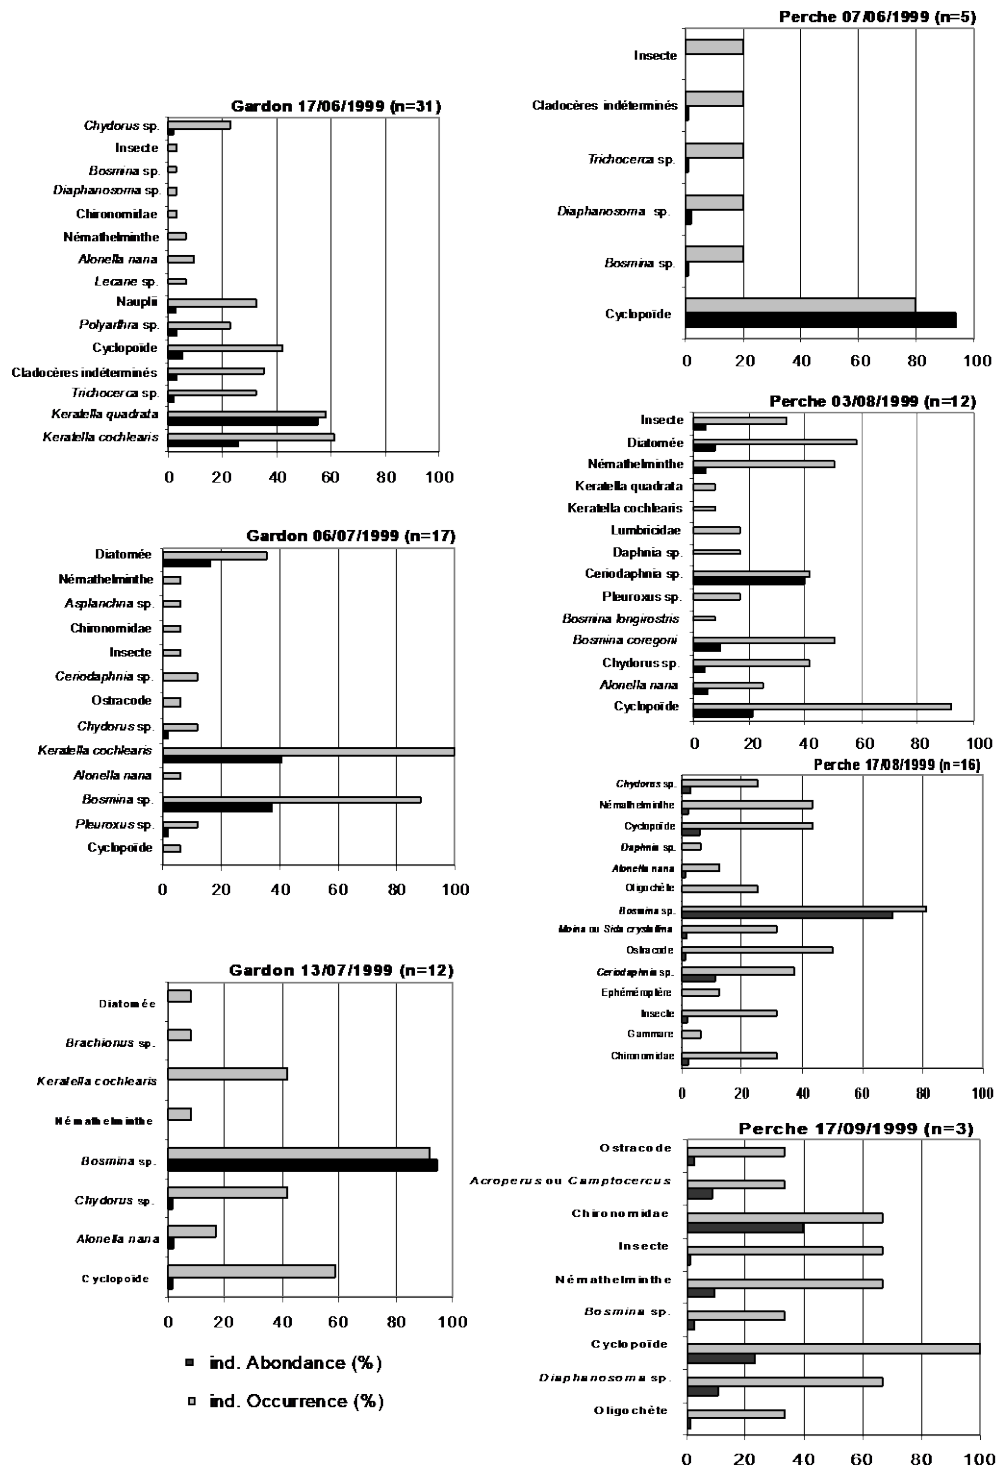 Gardon 17/06/1999 (n=31)
Chydorus sp.
Insecte
Bosmina sp.
Diaphanosoma sp.
Chironomidae
Némathelminthe
Alonella nana
Lecane sp.
Nauplii
Polyarthra sp.
Cyclopoïde
Cladocères indéterminés
Trichocerca sp.
Keratella quadrata
Keratella cochlearis
0 20 40 60 80 100
Gardon 06/07/1999 (n=17)
Diatomée
Némathelminthe
Asplanchna sp.
Chironomidae
Insecte
Ceriodaphnia sp.
Ostracode
Chydorus sp.
Keratella cochlearis
Alonella nana
Bosmina sp.
Pleuroxus sp.
Cyclopoïde
0 20 40 60 80 100
Gardon 13/07/1999 (n=12)
Diatomée
Brachionus sp.
Keratella cochlearis
Némathelminthe
Bosmina sp.
Chydorus sp.
Alonella nana
Cyclopoïde
0 20 40 60 80 100
ind. Abondance (%)
ind. Occurrence (%)
Perche 07/06/1999 (n=5)
Insecte
Cladocères indéterminés
Trichocerca sp.
Diaphanosoma sp.
Bosmina sp.
Cyclopoïde
0 20 40 60 80 100
Perche 03/08/1999 (n=12)
Insecte
Diatomée
Némathelminthe
Keratella quadrata
Keratella cochlearis
Lumbricidae
Daphnia sp.
Ceriodaphnia sp.
Pleuroxus sp.
Bosmina longirostris
Bosmina coregoni
Chydorus sp.
Alonella nana
Cyclopoïde
0 20 40 60 80 100
Perche 17/08/1999 (n=16)
Chydorus sp.
Némathelminthe
Cyclopoïde
Daphnia sp.
Alonella nana
Oligochète
Bosmina sp.
Moina ou Sida crystallina
Ostracode
Ceriodaphnia sp.
Ephéméroptère
Insecte
Gammare
Chironomidae
0 20 40 60 80 100
Perche 17/09/1999 (n=3)
Ostracode
Acroperus ou Camptocercus
Chironomidae
Insecte
Némathelminthe
Bosmina sp.
Cyclopoïde
Diaphanosoma sp.
Oligochète
0 20 40 60 80 100